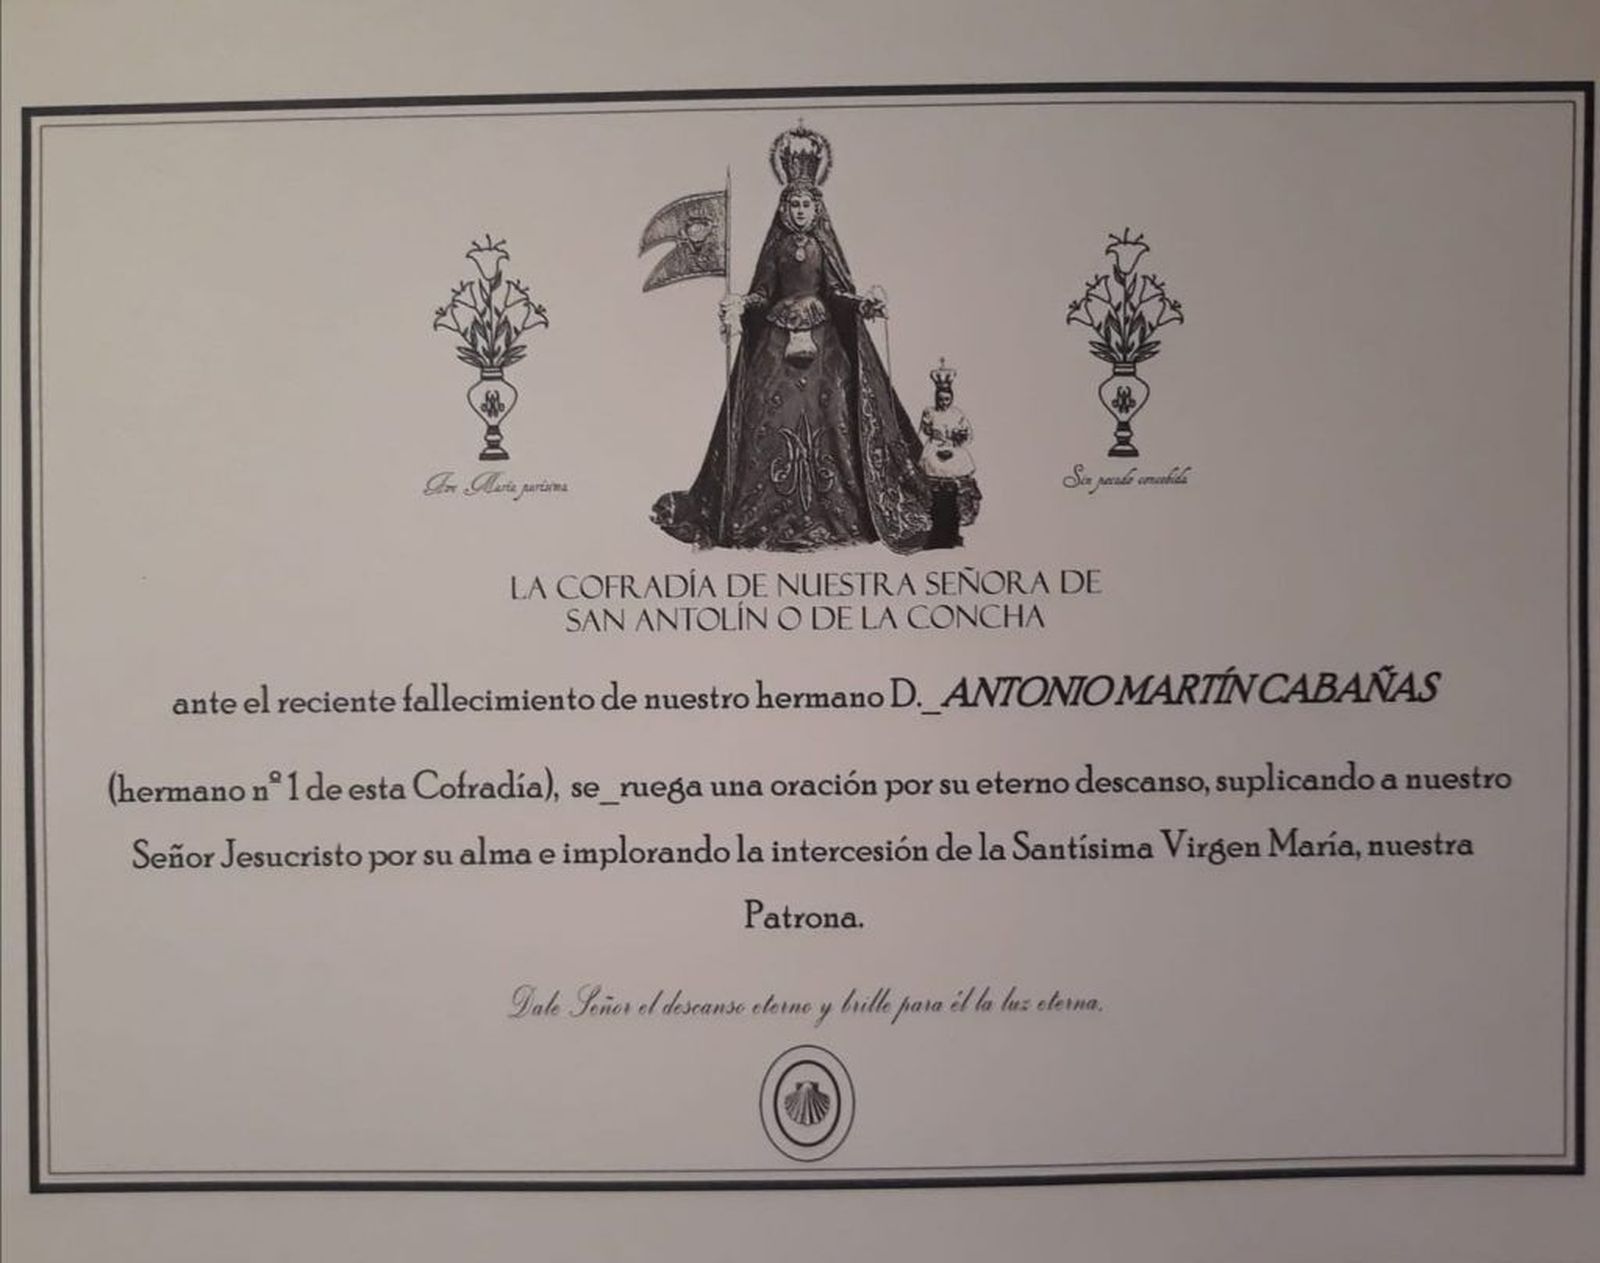 Ave María purísima
Sin pecado concebida
LA COFRADÍA DE NUESTRA SEÑORA DE
SAN ANTOLÍN O DE LA CONCHA
ante el reciente fallecimiento de nuestro hermano D._ANTONIO MARTÍN CABAÑAS
(hermano nº 1 de esta Cofradía), se_ruega una oración por su eterno descanso, suplicando a nuestro
Señor Jesucristo por su alma e implorando la intercesión de la Santísima Virgen María, nuestra
Patrona.
Dale Señor el descanso eterno y brille para él la luz eterna.